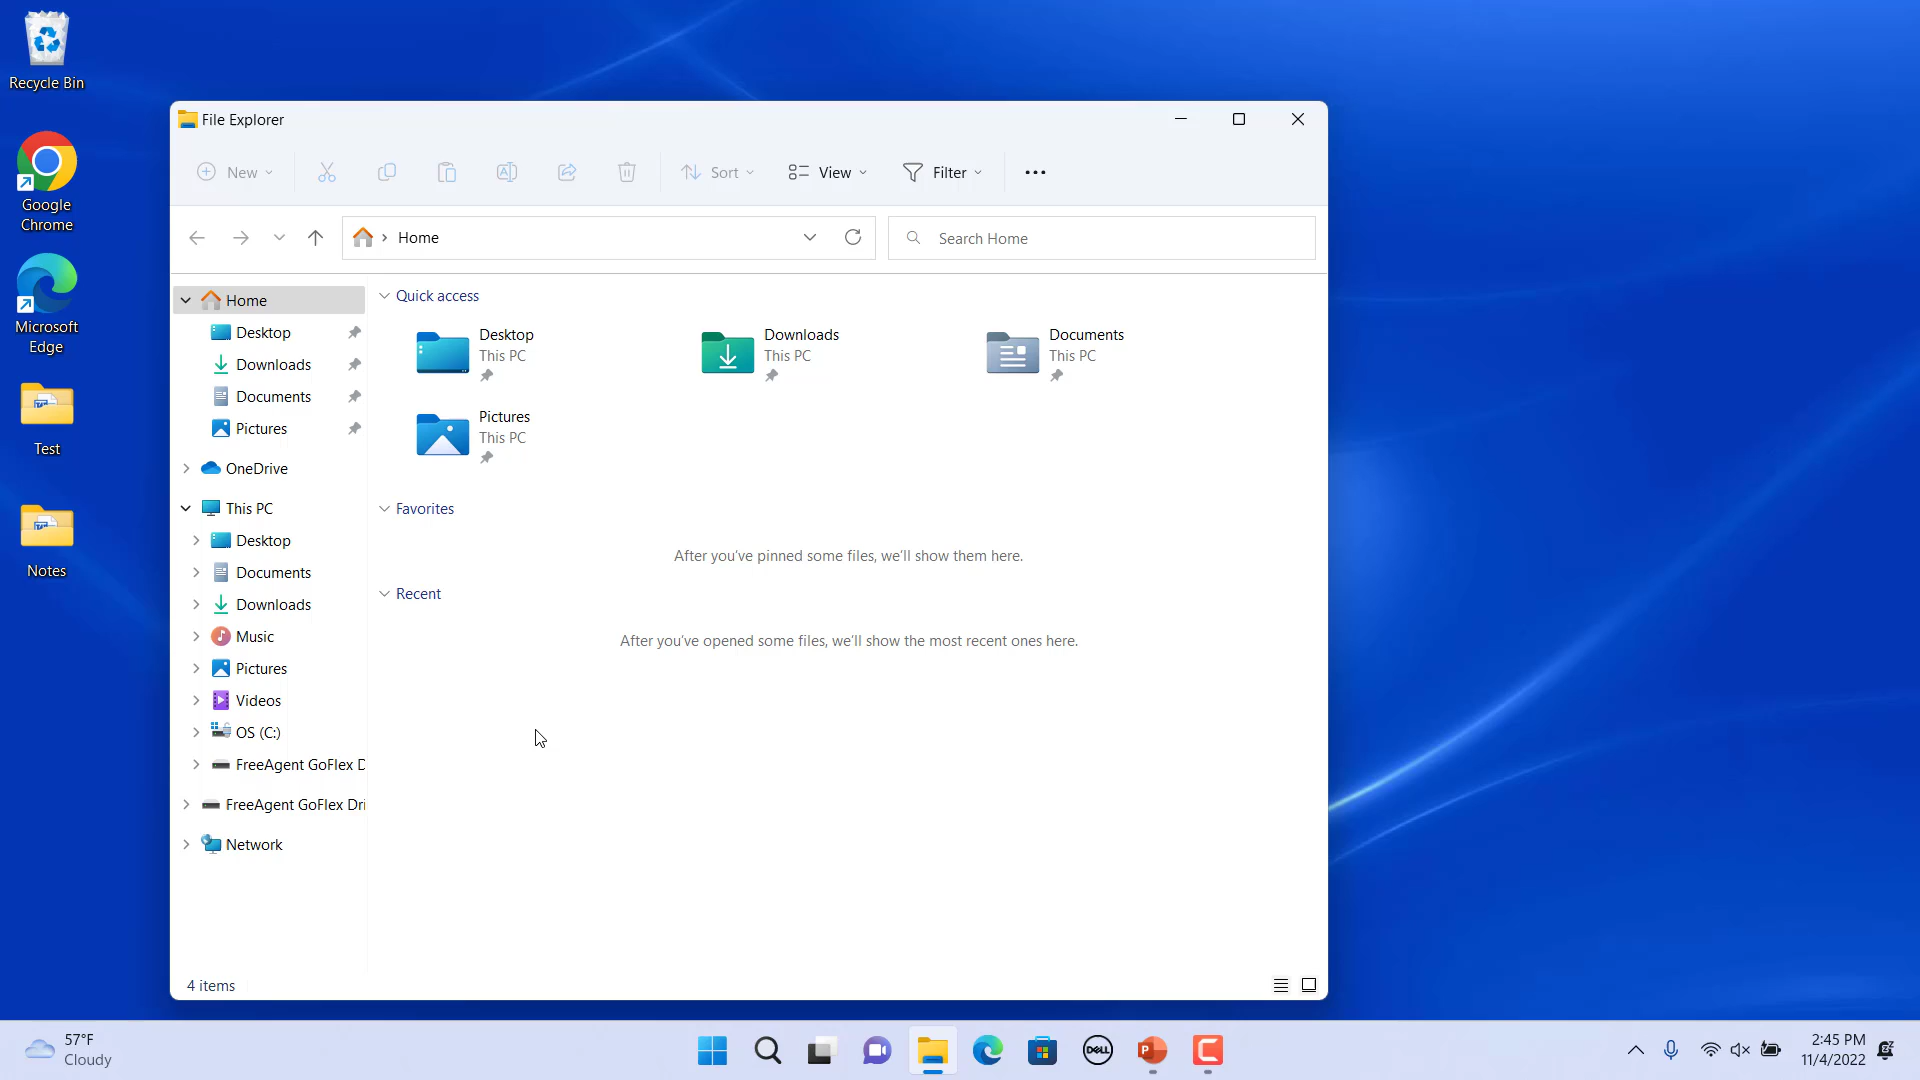 Recycle Bin
Google
Chrome
Microsoft
Edge
Test
Notes
File Explorer
New
Sort
View
Filter
Home
Search Home
Home
Desktop
Downloads
Documents
Pictures
OneDrive
This PC
Desktop
Documents
Downloads
Music
Pictures
Videos
OS (C:)
FreeAgent GoFlex D
FreeAgent GoFlex Dri
Network
Quick access
Desktop
This PC
Downloads
This PC
Documents
This PC
Pictures
This PC
Favorites
After you've pinned some files, we'll show them here.
Recent
After you've opened some files, we'll show the most recent ones here.
4 items
57°F
Cloudy
DELL
2:45 PM
11/4/2022